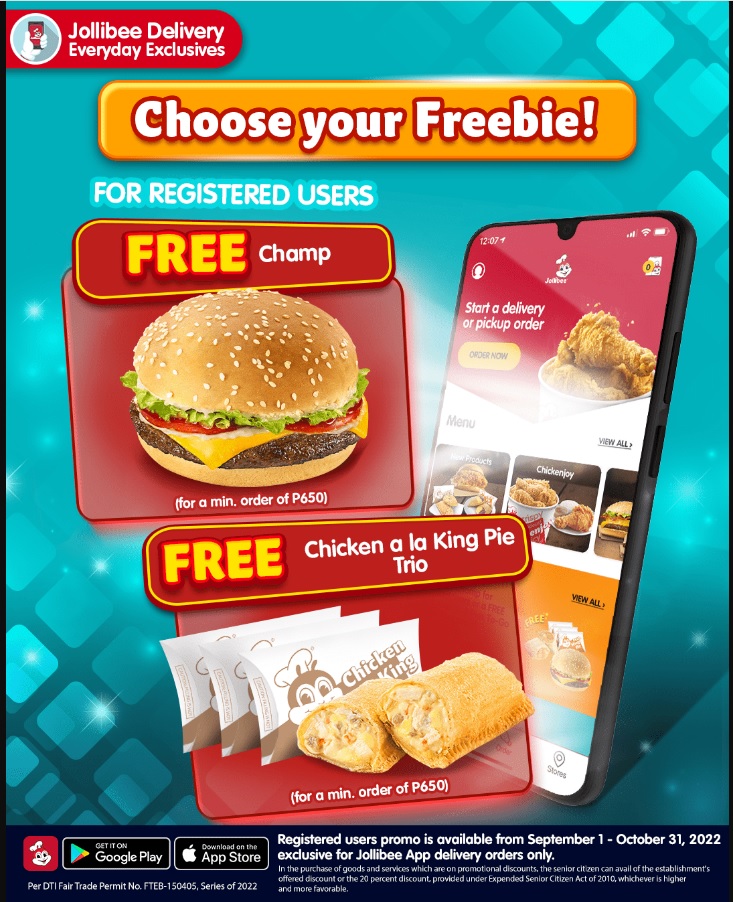 Jollibee Delivery
Everyday Exclusives
Choose your Freebie!
FOR REGISTERED USERS
FREE Champ
(for a min. order of P650)
12:07
Jollibee
0
Start a delivery
or pickup order
ORDER NOW
Menu
VIEW ALL >
Products
Chickenjoy
FREE Chicken a la King Pie
Trio
VIEW ALL >
FREE
Chicken
King
(for a min. order of P650)
Stores
GET IT ON
Google Play
Download on the
App Store
Per DTI Fair Trade Permit No. FTEB-150405, Series of 2022
Registered users promo is available from September 1 - October 31, 2022
exclusive for Jollibee App delivery orders only.
In the purchase of goods and services which are on promotional discounts, the senior citizen can avail of the establishment's
offered discount or the 20 percent discount, provided under Expended Senior Citizen Act of 2010, whichever is higher
and more favorable.